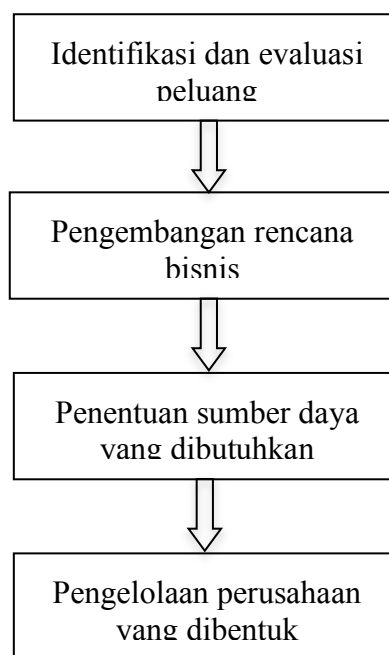 Identifikasi dan evaluasi
peluang
Pengembangan rencana
bisnis
Penentuan sumber daya
yang dibutuhkan
Pengelolaan perusahaan
yang dibentuk